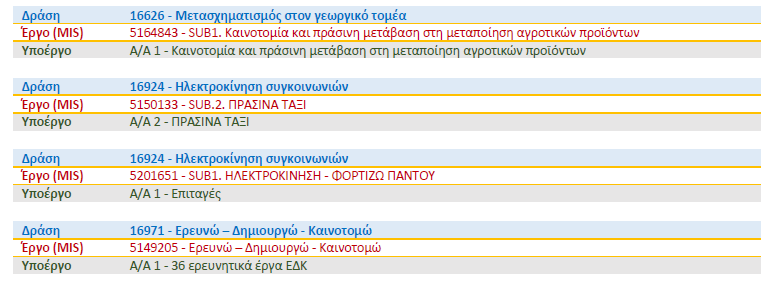 Δράση 16626 - Μετασχηματισμός στον γεωργικό τομέα
Έργο (MIS) 5164843 - SUB1. Καινοτομία και πράσινη μετάβαση στη μεταποίηση αγροτικών προϊόντων
Υποέργο Α/Α 1 - Καινοτομία και πράσινη μετάβαση στη μεταποίηση αγροτικών προϊόντων
Δράση 16924 - Ηλεκτροκίνηση συγκοινωνιών
Έργο (MIS) 5150133 - SUB.2. ΠΡΑΣΙΝΑ ΤΑΞΙ
Υποέργο Α/Α 2 - ΠΡΑΣΙΝΑ ΤΑΞΙ
Δράση 16924 - Ηλεκτροκίνηση συγκοινωνιών
Έργο (MIS) 5201651 - SUB1. ΗΛΕΚΤΡΟΚΙΝΗΣΗ - ΦΟΡΤΙΖΩ ΠΑΝΤΟΥ
Υποέργο Α/Α 1 - Επιταγές
Δράση 16971 - Ερευνώ – Δημιουργώ - Καινοτομώ
Έργο (MIS) 5149205 - Ερευνώ – Δημιουργώ - Καινοτομώ
Υποέργο Α/Α 1 - 36 ερευνητικά έργα ΕΔΚ